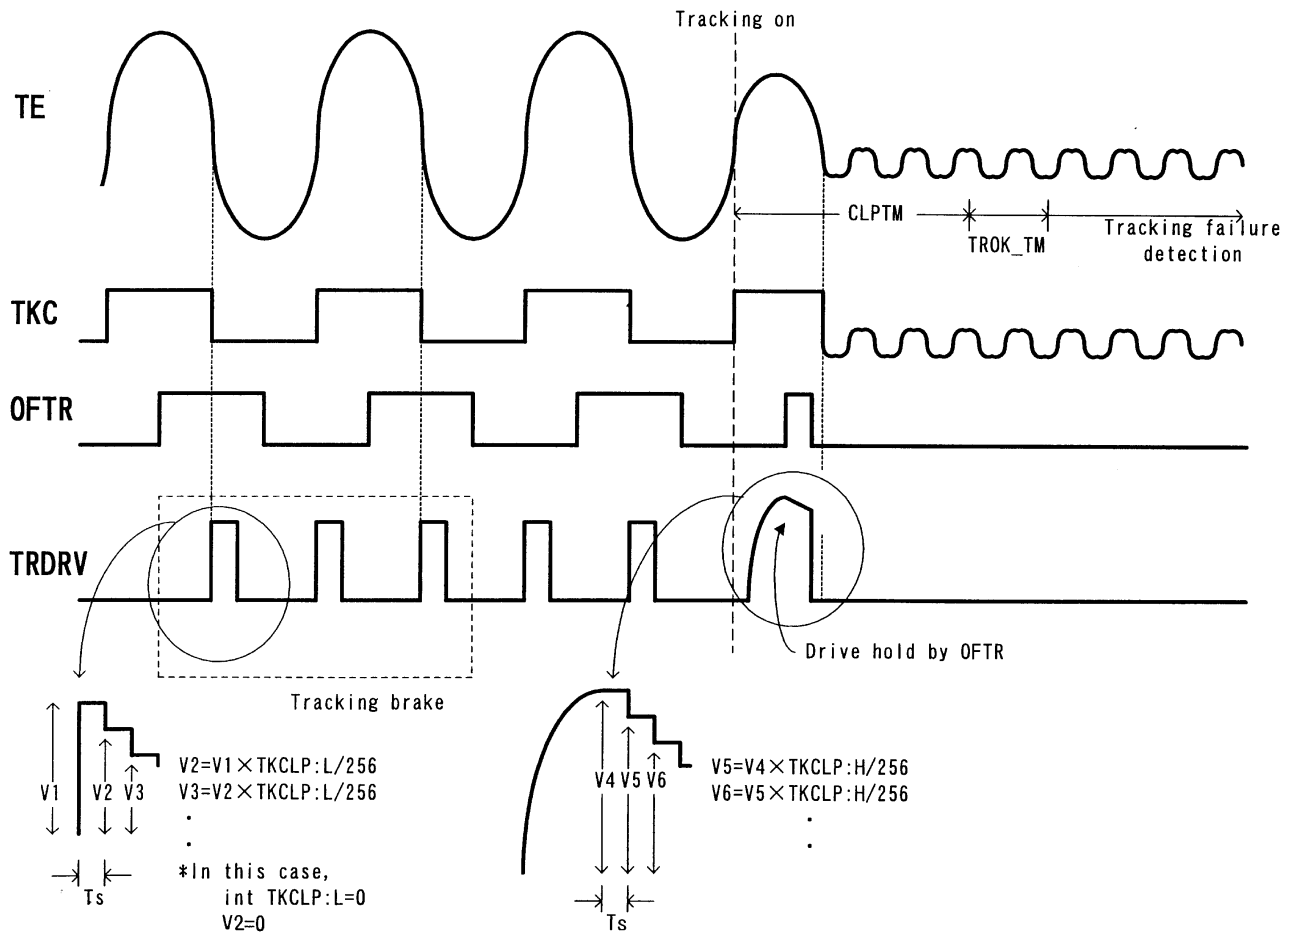 Tracking on
TE
CLPTM
TROK_TM
Tracking failure
detection
TKC
OFTR
TRDRV
Drive hold by OFTR
Tracking brake
V1
V2
V3
V2=V1×TKCLP:L/256
V3=V2×TKCLP:L/256
.
.
*In this case,
int TKCLP:L=0
V2=0
Ts
V4
V5
V6
V5=V4×TKCLP:H/256
V6=V5×TKCLP:H/256
.
.
Ts